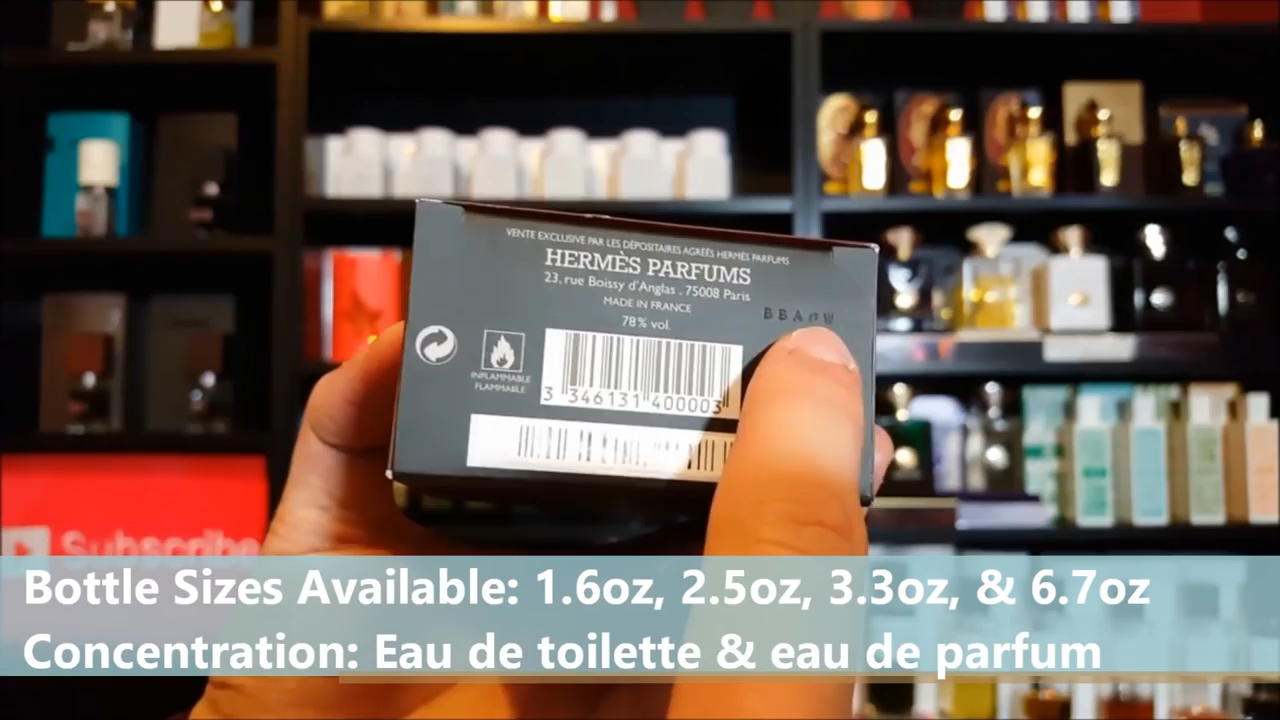 VENTE EXCLUSIVE PAR LES DÉPOSITAIRES AGRÉÉS HERMÈS PARFUMS
HERMÈS PARFUMS
23, rue Boissy d'Anglas . 75008 Paris
MADE IN FRANCE
78% vol.
INFLAMMABLE
FLAMMABLE
3 346131 400003
Subscribe
Bottle Sizes Available: 1.6oz, 2.5oz, 3.3oz, & 6.7oz
Concentration: Eau de toilette & eau de parfum